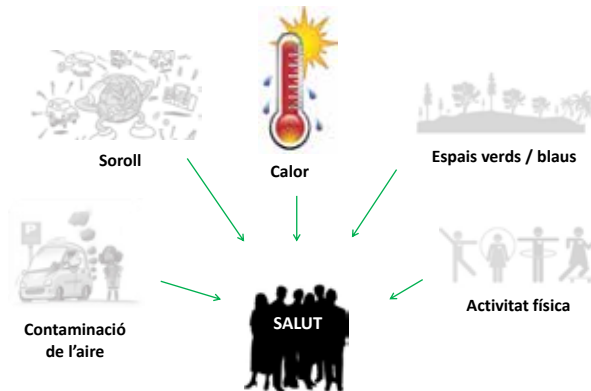 Soroll
Calor
Espais verds / blaus
Contaminació
de l'aire
SALUT
Activitat física
P